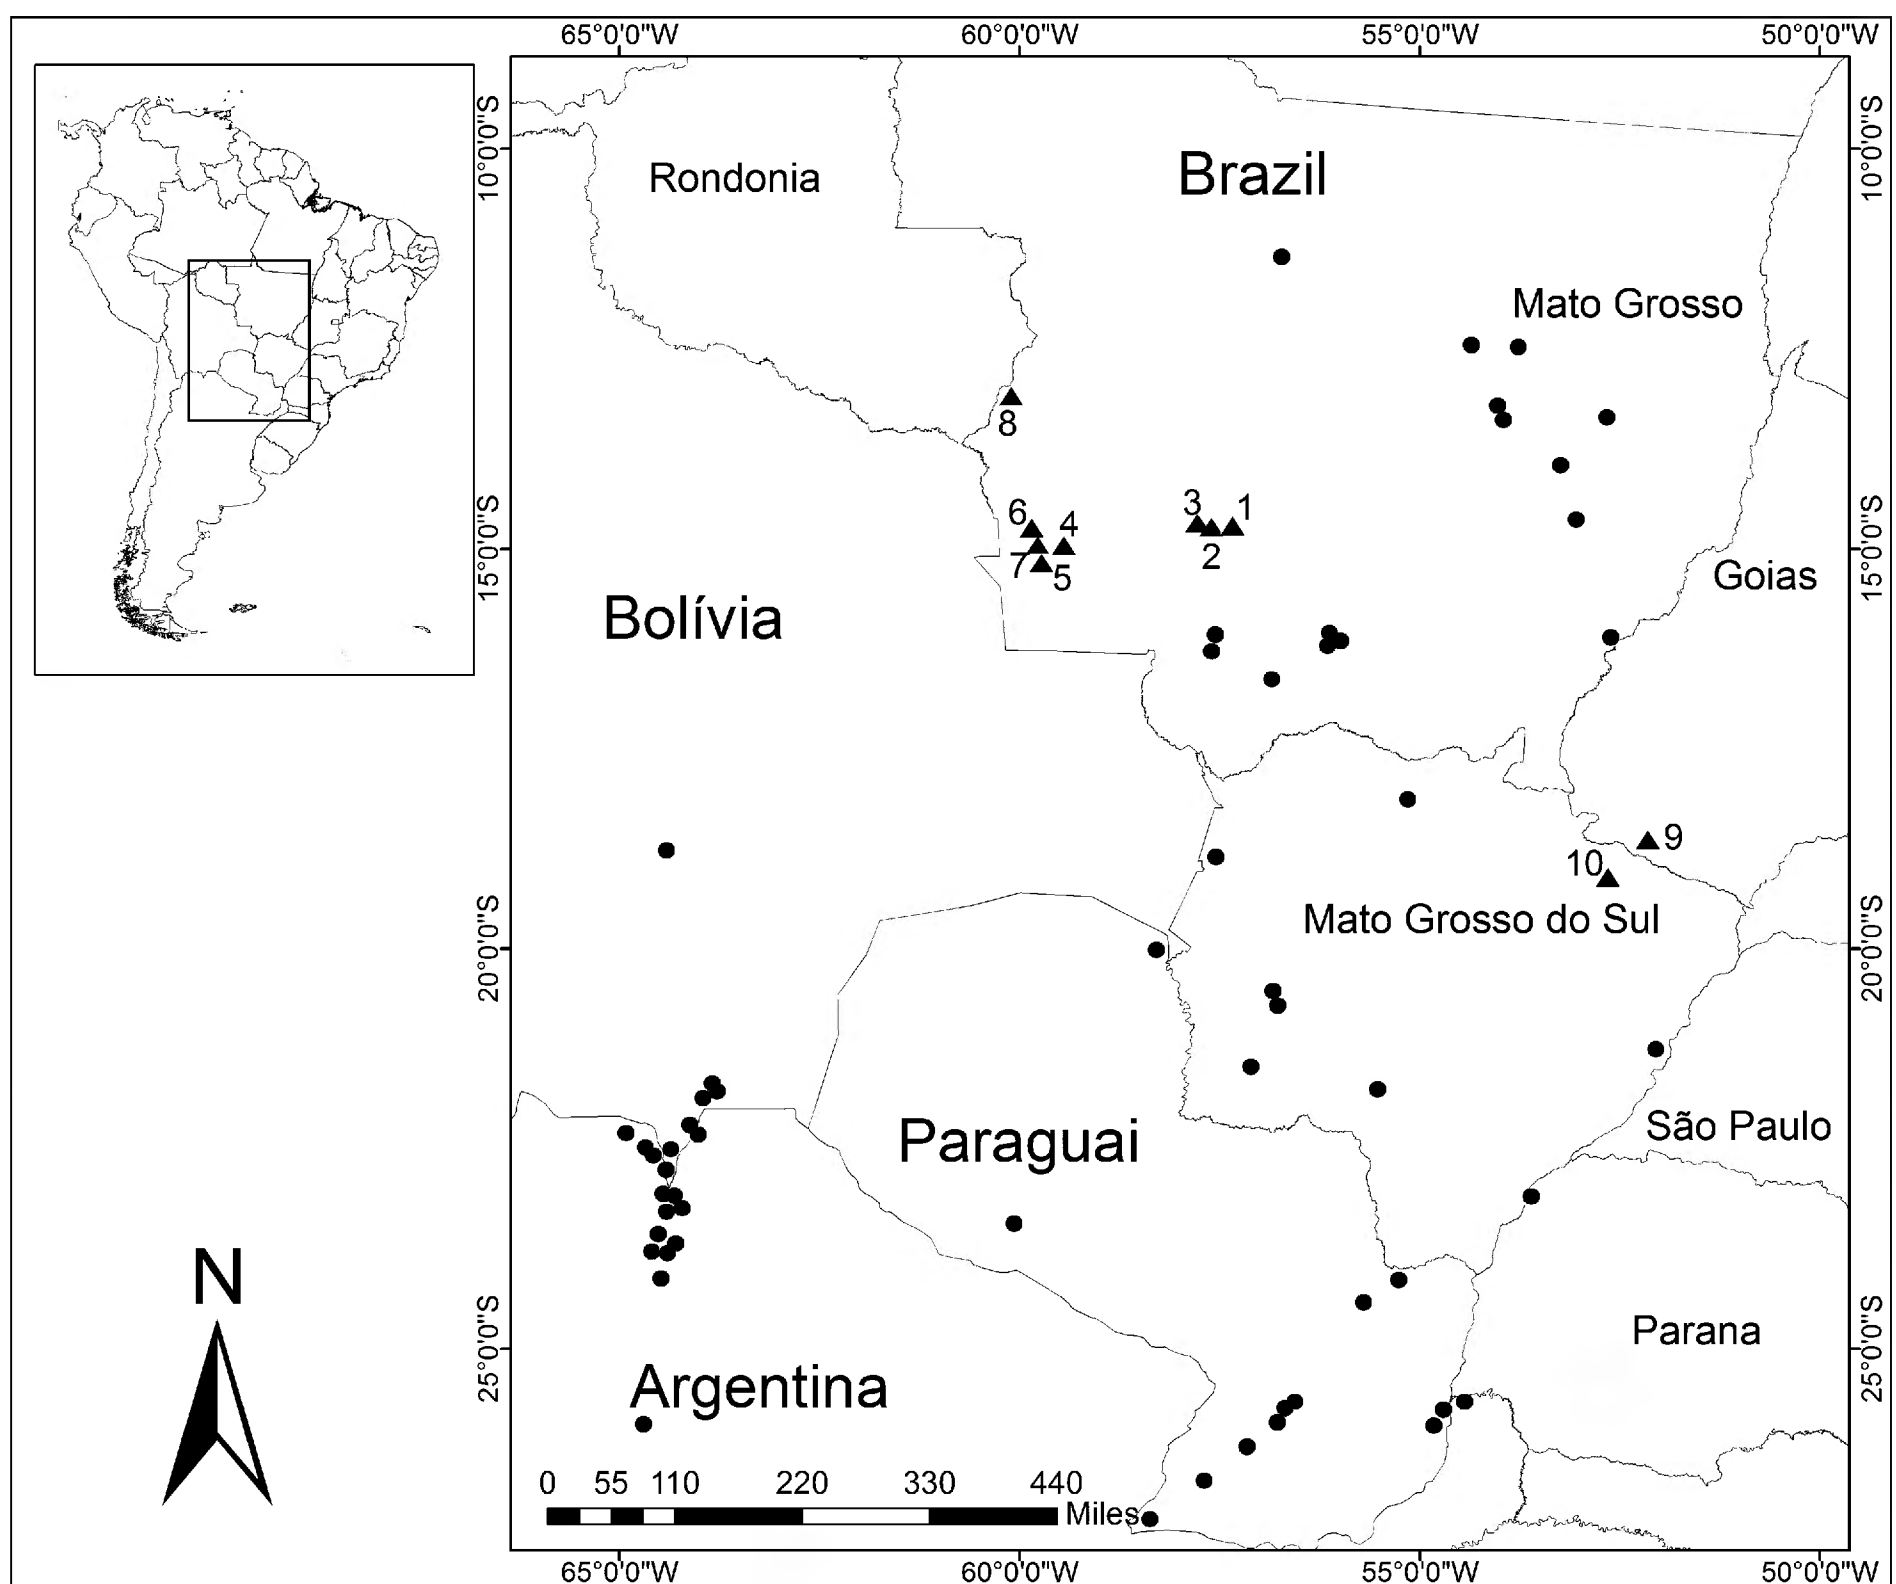 65°0'0"W 60°0'0"W 55°0'0"W 50°0'0"W
10°0'0"S 10°0'0"S
Rondonia
Brazil
Mato Grosso
8
6 4 3 1
7 5 2
15°0'0"S 15°0'0"S
Goias
Bolívia
9
10
Mato Grosso do Sul
20°0'0"S 20°0'0"S
São Paulo
Paraguai
N
Parana
25°0'0"S 25°0'0"S
Argentina
0 55 110 220 330 440
Miles
65°0'0"W 60°0'0"W 55°0'0"W 50°0'0"W